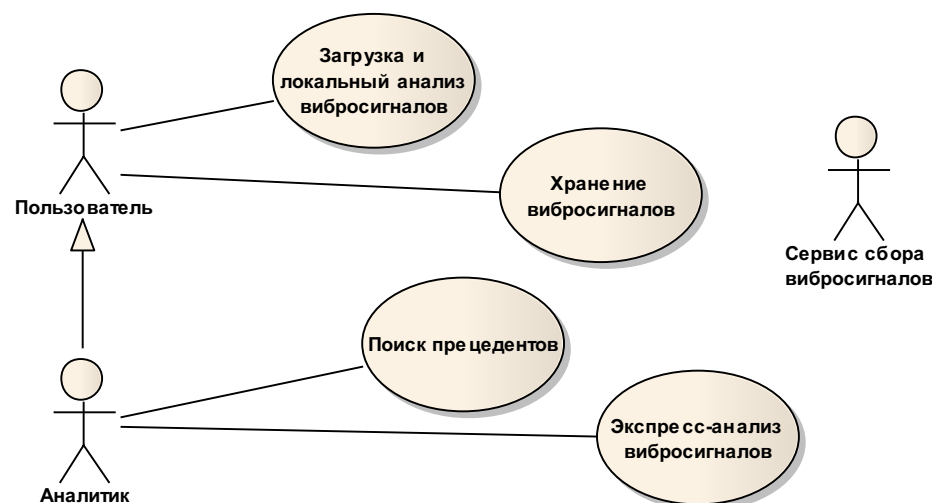 Загрузка и
локальный анализ
вибросигналов
Пользователь
Хранение
вибросигналов
Сервис сбора
вибросигналов
Поиск прецедентов
Экспресс-анализ
вибросигналов
Аналитик